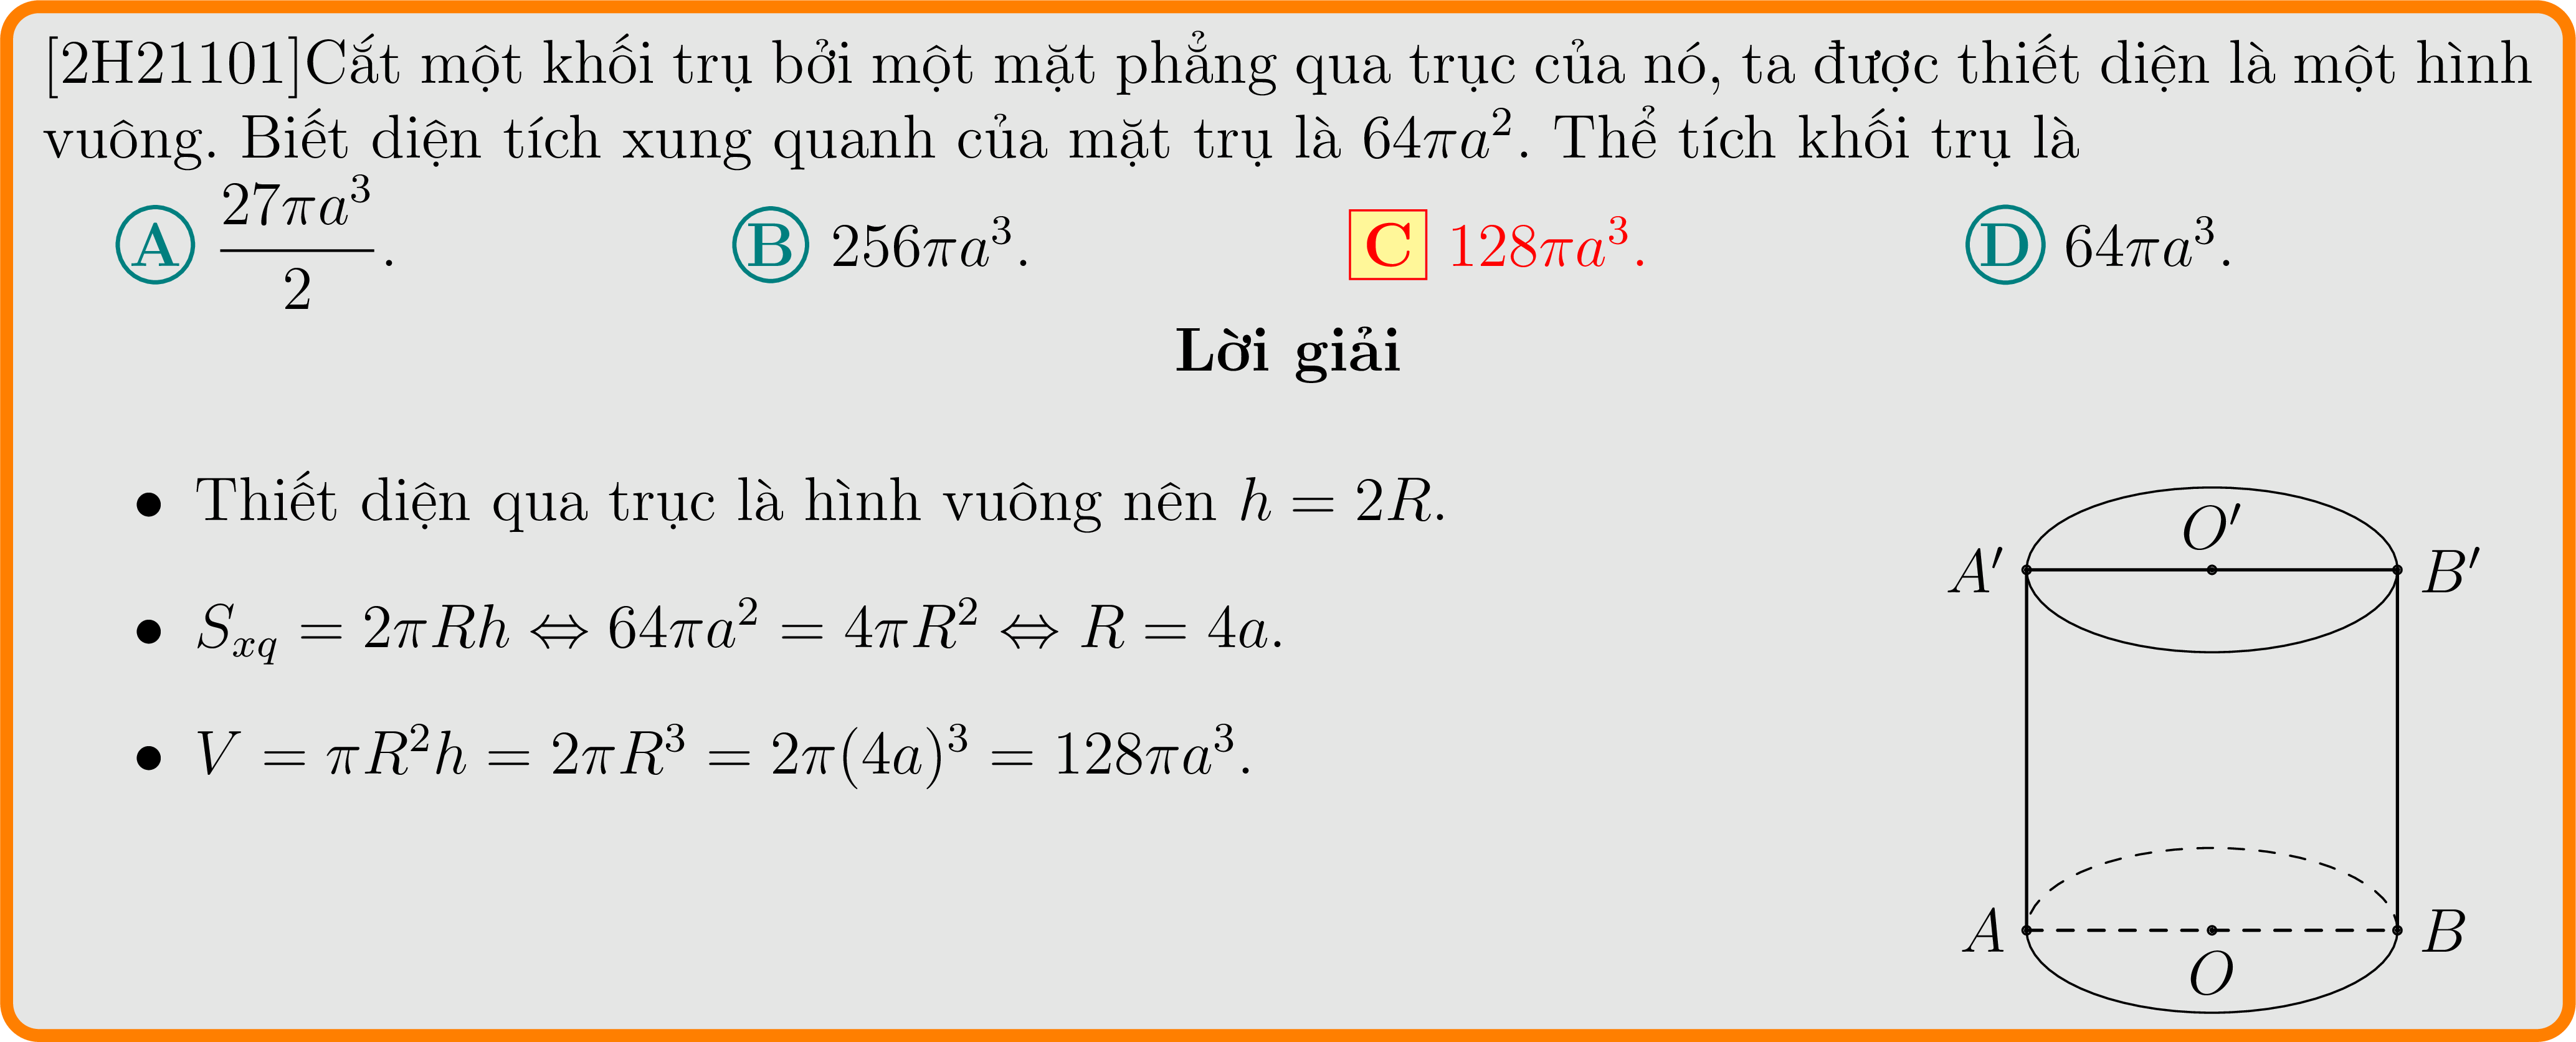 [2H21101]Cắt một khối trụ bởi một mặt phẳng qua trục của nó, ta được thiết diện là một hình
vuông. Biết diện tích xung quanh của mặt trụ là $64\pi a^2$. Thể tích khối trụ là
A $\frac{27\pi a^3}{2}$. B $256\pi a^3$. C $128\pi a^3$. D $64\pi a^3$.
Lời giải
• Thiết diện qua trục là hình vuông nên $h = 2R$.
• $S_{xq} = 2\pi Rh \Leftrightarrow 64\pi a^2 = 4\pi R^2 \Leftrightarrow R = 4a$.
• $V = \pi R^2h = 2\pi R^3 = 2\pi(4a)^3 = 128\pi a^3$.
O′
A′ B′
A B
O